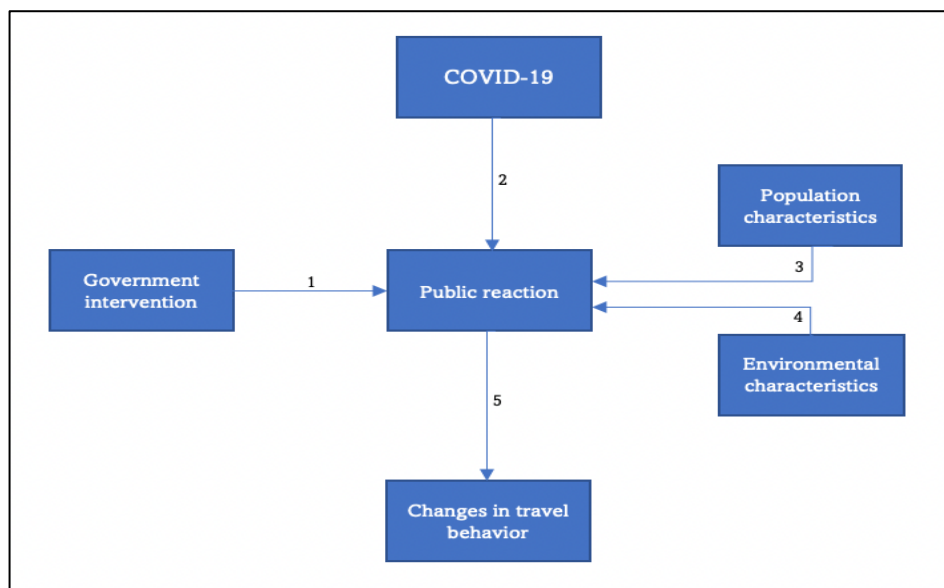 COVID-19
2
Population
characteristics
3
Government
intervention
1
Public reaction
4
Environmental
characteristics
5
Changes in travel
behavior